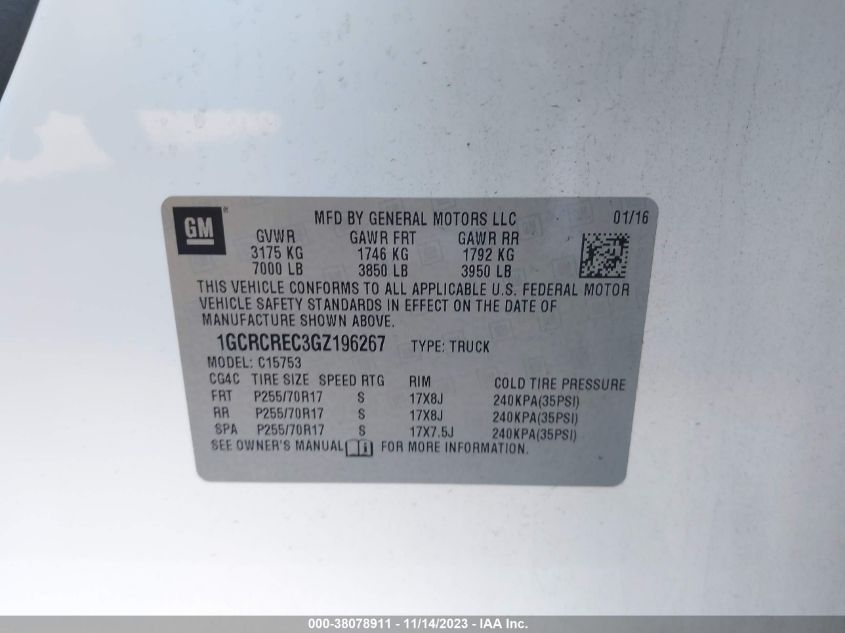 GM ® MFD BY GENERAL MOTORS LLC 01/16
GVWR GAWR FRT GAWR RR
3175 KG 1746 KG 1792 KG
7000 LB 3850 LB 3950 LB
THIS VEHICLE CONFORMS TO ALL APPLICABLE U.S. FEDERAL MOTOR
VEHICLE SAFETY STANDARDS IN EFFECT ON THE DATE OF
MANUFACTURE SHOWN ABOVE.
1GCRCREC3GZ196267 TYPE: TRUCK
MODEL: C15753
CG4C TIRE SIZE SPEED RTG RIM COLD TIRE PRESSURE
FRT P255/70R17 S 17X8J 240KPA(35PSI)
RR P255/70R17 S 17X8J 240KPA(35PSI)
SPA P255/70R17 S 17X7.5J 240KPA(35PSI)
SEE OWNER'S MANUAL FOR MORE INFORMATION.
000-38078911 - 11/14/2023 - IAA Inc.